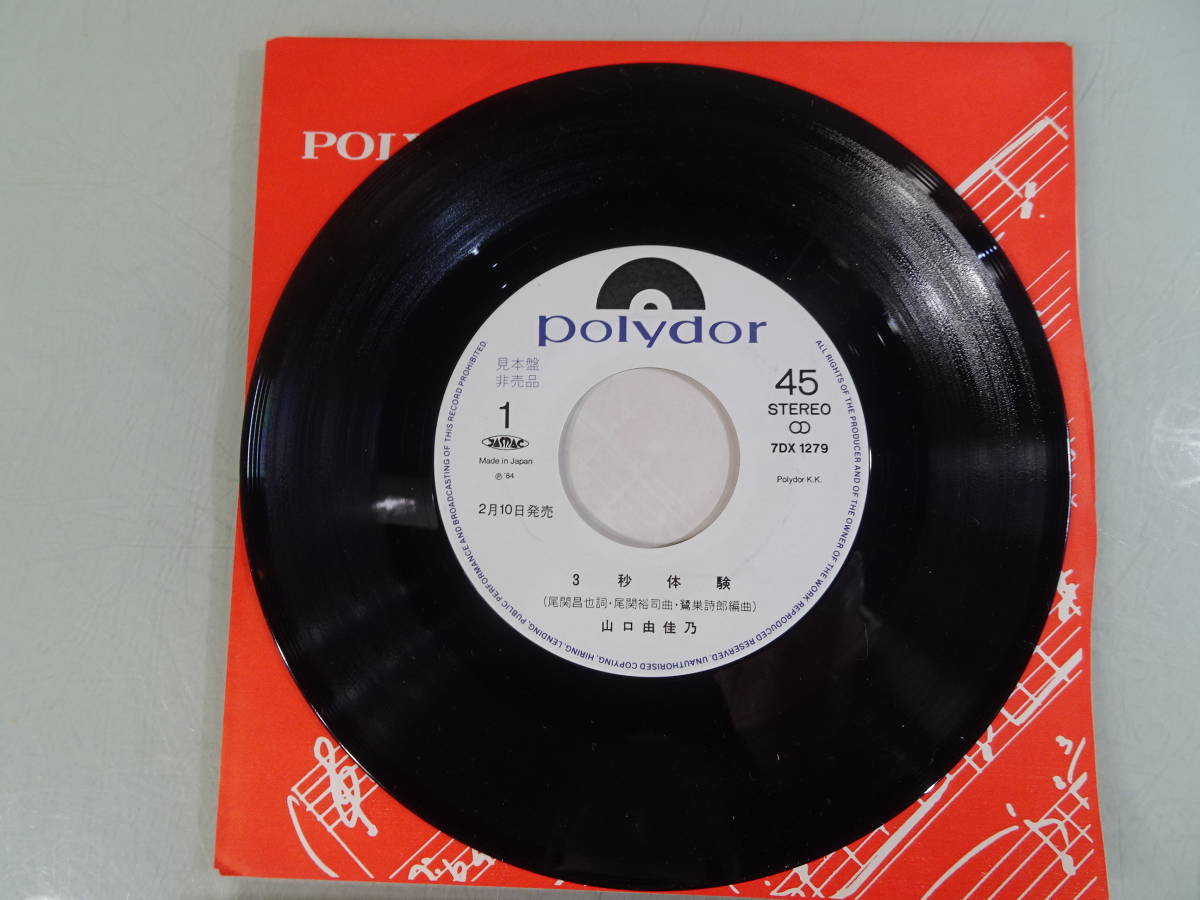 POLY
polydor
見本盤
非売品
45
STEREO
1
JASRAC
7DX 1279
Made in Japan
Ⓟ '84
Polydor K.K.
2月10日発売
3 秒 体 験
(尾関昌也詞・尾関裕司曲・鷺巣詩郎編曲)
山口由佳乃
ALL RIGHTS OF THE PRODUCER AND OF THE OWNER OF THE WORK REPRODUCED RESERVED. UNAUTHORISED COPYING, HIRING, LENDING, PUBLIC PERFORMANCE AND BROADCASTING OF THIS RECORD PROHIBITED.